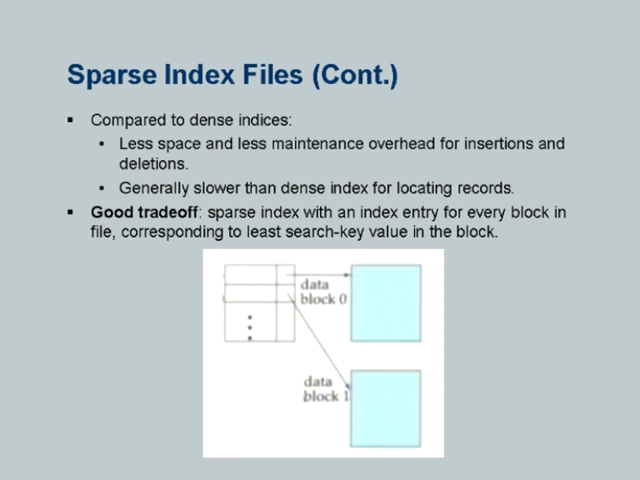 Sparse Index Files (Cont.)
▪ Compared to dense indices:
• Less space and less maintenance overhead for insertions and
deletions.
• Generally slower than dense index for locating records.
▪ Good tradeoff: sparse index with an index entry for every block in
file, corresponding to least search-key value in the block.
data
block 0
data
block 1